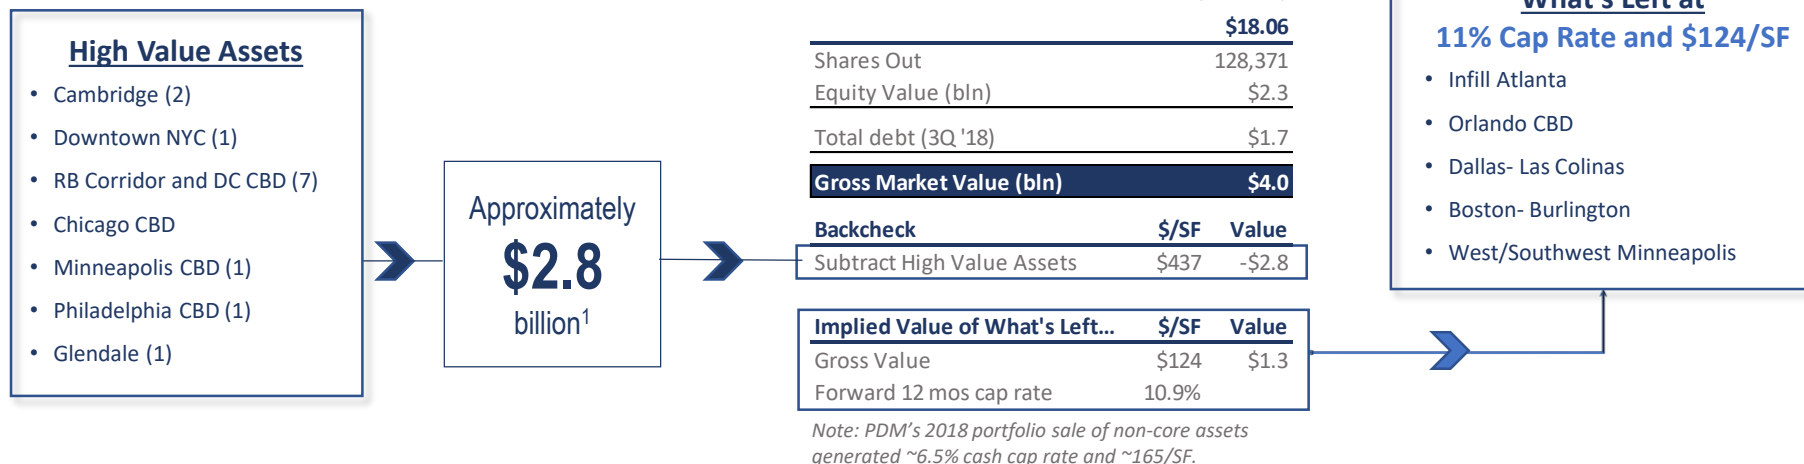 High Value Assets
• Cambridge (2)
• Downtown NYC (1)
• RB Corridor and DC CBD (7)
• Chicago CBD
• Minneapolis CBD (1)
• Philadelphia CBD (1)
• Glendale (1)
Approximately
$2.8
billion1
$18.06
Shares Out 128,371
Equity Value (bln) $2.3
Total debt (3Q '18) $1.7
Gross Market Value (bln) $4.0
Backcheck $/SF Value
Subtract High Value Assets $437 -$2.8
Implied Value of What's Left... $/SF Value
Gross Value $124 $1.3
Forward 12 mos cap rate 10.9%
Note: PDM's 2018 portfolio sale of non-core assets
generated ~6.5% cash cap rate and ~165/SF.
What's Left at
11% Cap Rate and $124/SF
• Infill Atlanta
• Orlando CBD
• Dallas- Las Colinas
• Boston- Burlington
• West/Southwest Minneapolis